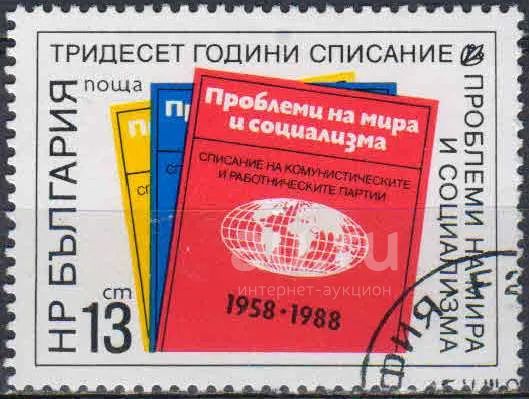 ТРИДЕСЕТ ГОДИНИ СПИСАНИЕ
ПРОБЛЕМИ НА МИРА
И СОЦИАЛИЗМА
поща
НР БЪЛГАРИЯ
13 ст
Проблеми на мира
и социализма
СПИСАНИЕ НА КОМУНИСТИЧЕСКИТЕ
И РАБОТНИЧЕСКИТЕ ПАРТИИ
1958·1988
интернет-аукцион